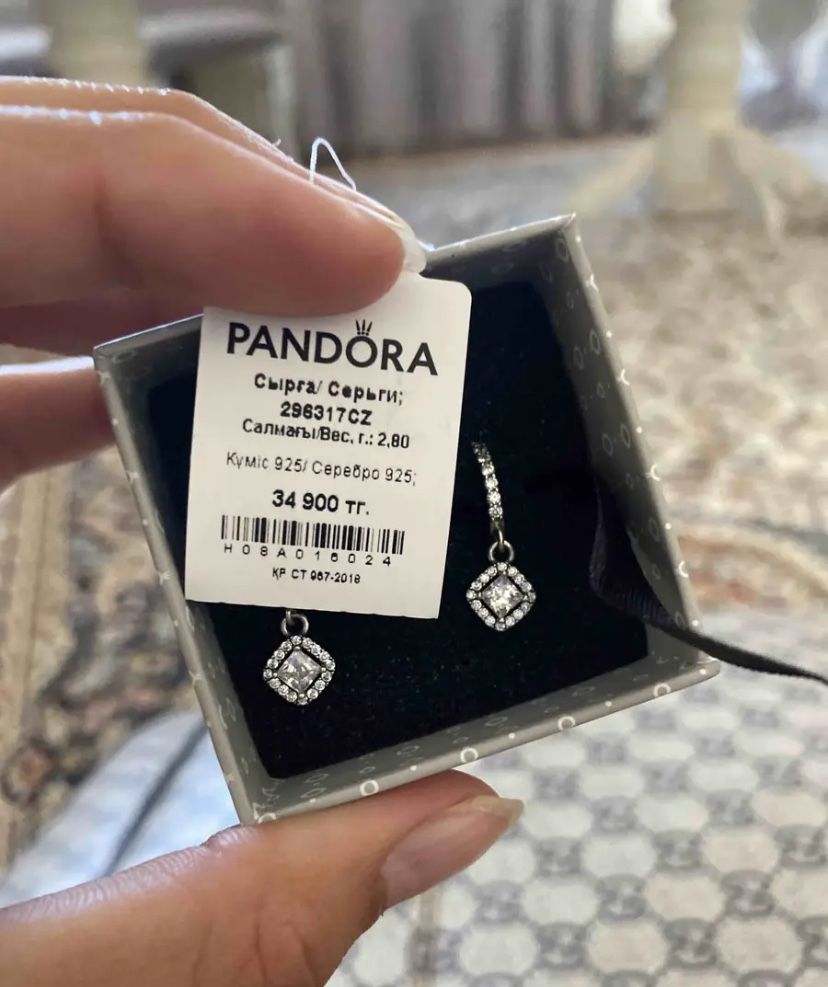 PANDORA
Сырға/ Серьги;
296317CZ
Салмағы/Вес, г.: 2,80
Күміс 925/ Серебро 925;
34 900 тг.
H08A016024
ҚР СТ 967-2018